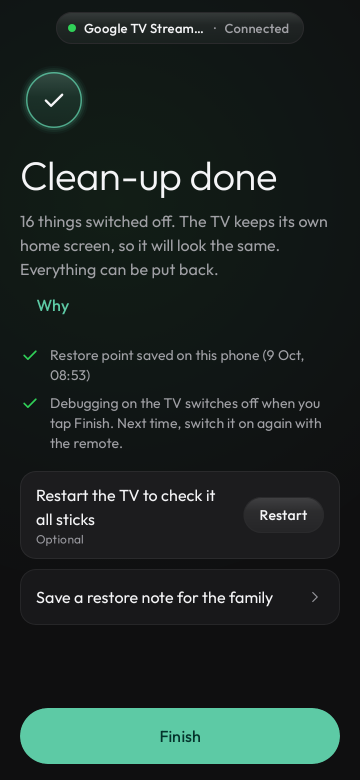 Google TV Stream... · Connected
Clean-up done
16 things switched off. The TV keeps its own
home screen, so it will look the same.
Everything can be put back.
Why
Restore point saved on this phone (9 Oct,
08:53)
Debugging on the TV switches off when you
tap Finish. Next time, switch it on again with
the remote.
Restart the TV to check it
all sticks
Optional
Restart
Save a restore note for the family
Finish